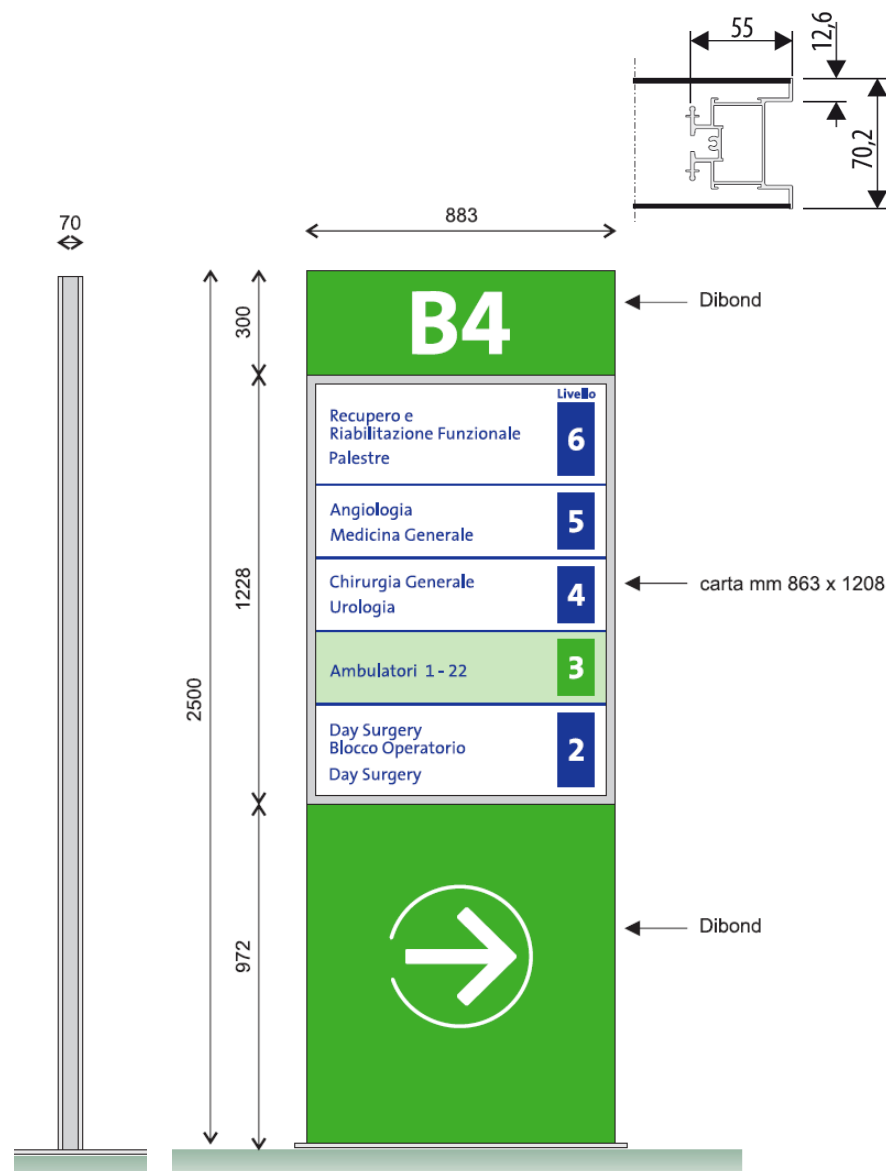 55
12,6
70,2
70
883
300
B4
Dibond
Livello
Recupero e
Riabilitazione Funzionale
Palestre
6
Angiologia
Medicina Generale
5
1228
Chirurgia Generale
Urologia
4
carta mm 863 x 1208
2500
Ambulatori 1 - 22
3
Day Surgery
Blocco Operatorio
Day Surgery
2
972
Dibond